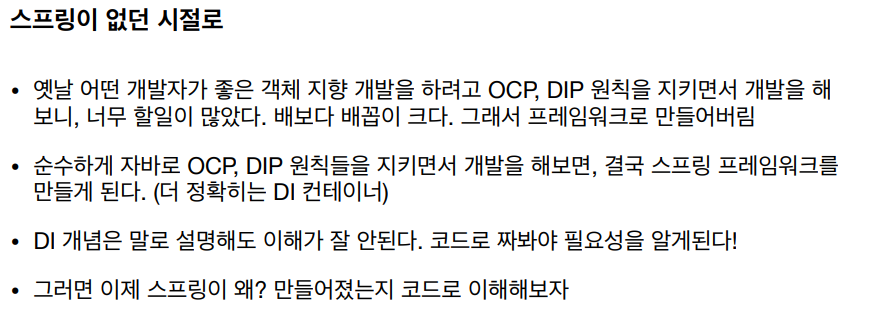 스프링이 없던 시절로
• 옛날 어떤 개발자가 좋은 객체 지향 개발을 하려고 OCP, DIP 원칙을 지키면서 개발을 해
보니, 너무 할일이 많았다. 배보다 배꼽이 크다. 그래서 프레임워크로 만들어버림
• 순수하게 자바로 OCP, DIP 원칙들을 지키면서 개발을 해보면, 결국 스프링 프레임워크를
만들게 된다. (더 정확히는 DI 컨테이너)
• DI 개념은 말로 설명해도 이해가 잘 안된다. 코드로 짜봐야 필요성을 알게된다!
• 그러면 이제 스프링이 왜? 만들어졌는지 코드로 이해해보자